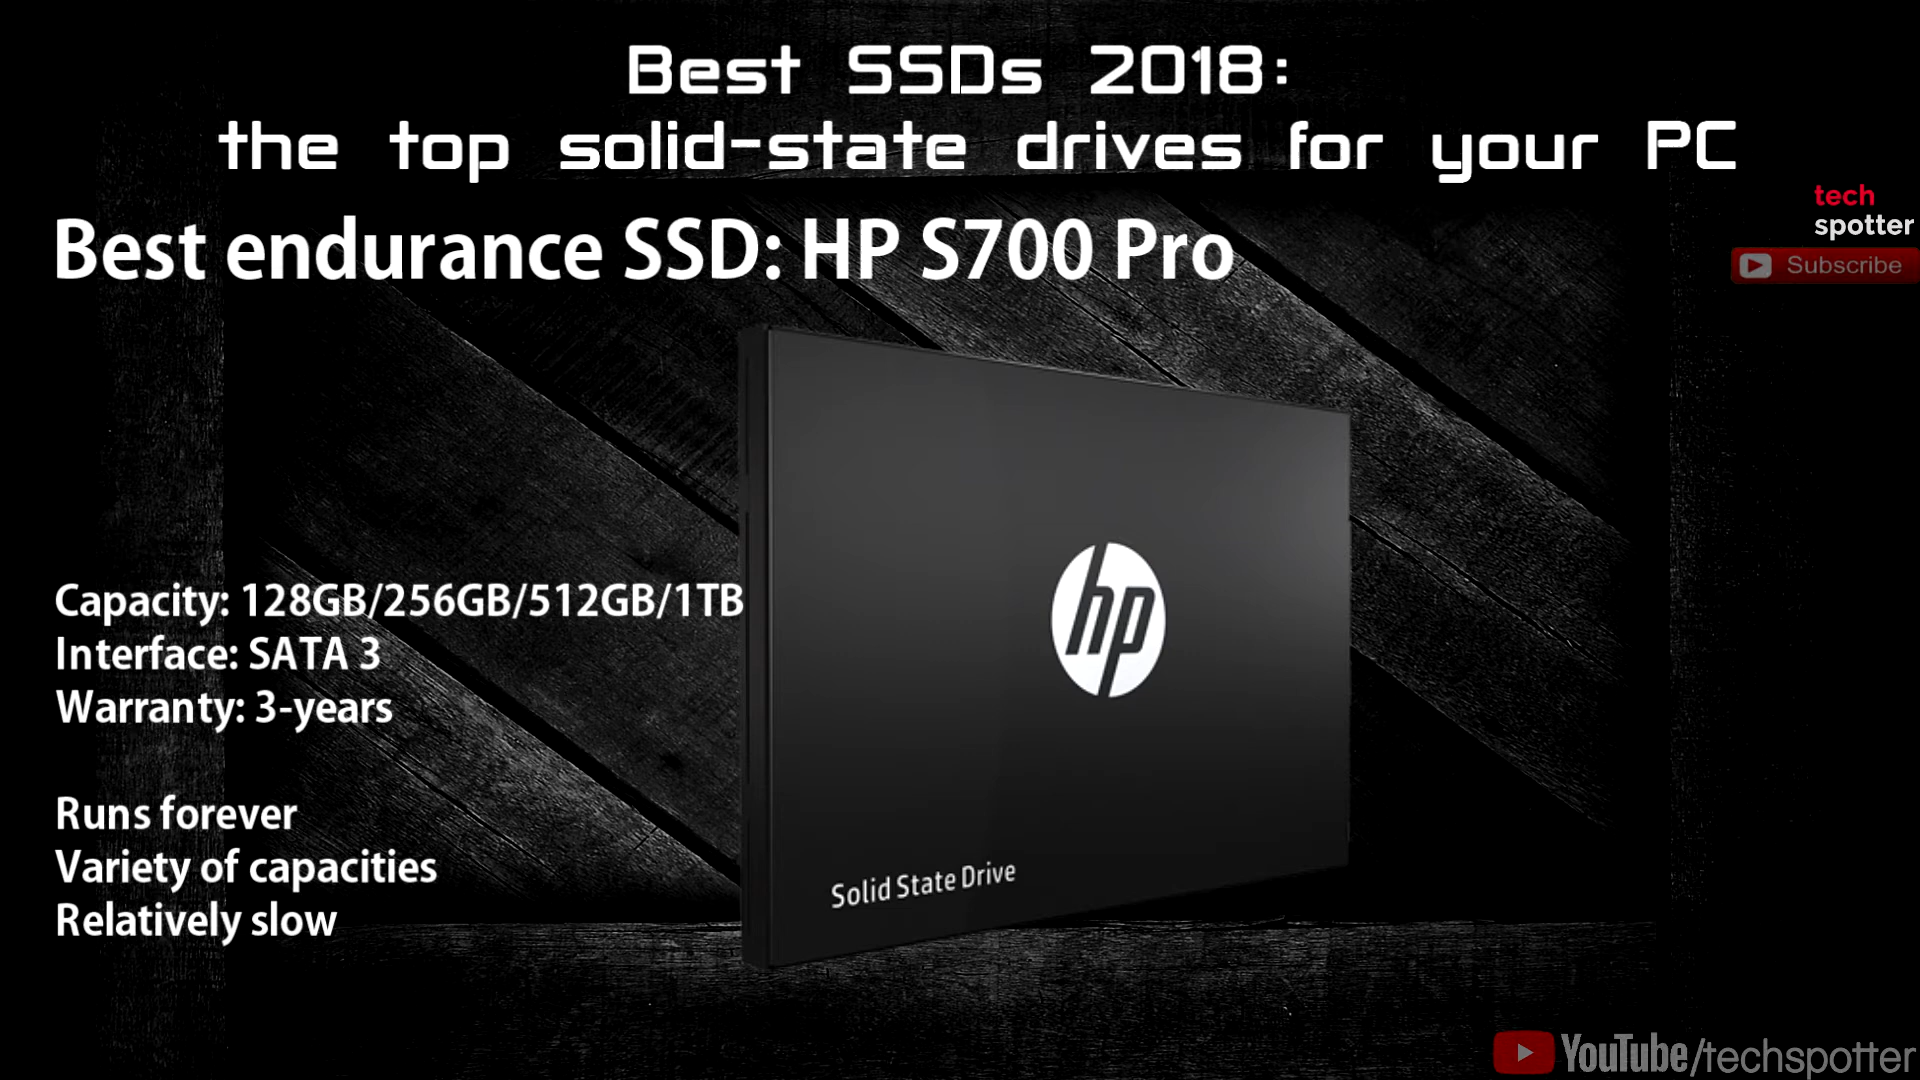 Best SSDs 2018:
the top solid-state drives for your PC
tech
spotter
Subscribe
Best endurance SSD: HP S700 Pro
hp
Capacity: 128GB/256GB/512GB/1TB
Interface: SATA 3
Warranty: 3-years
Runs forever
Variety of capacities
Relatively slow
Solid State Drive
YouTube/techspotter